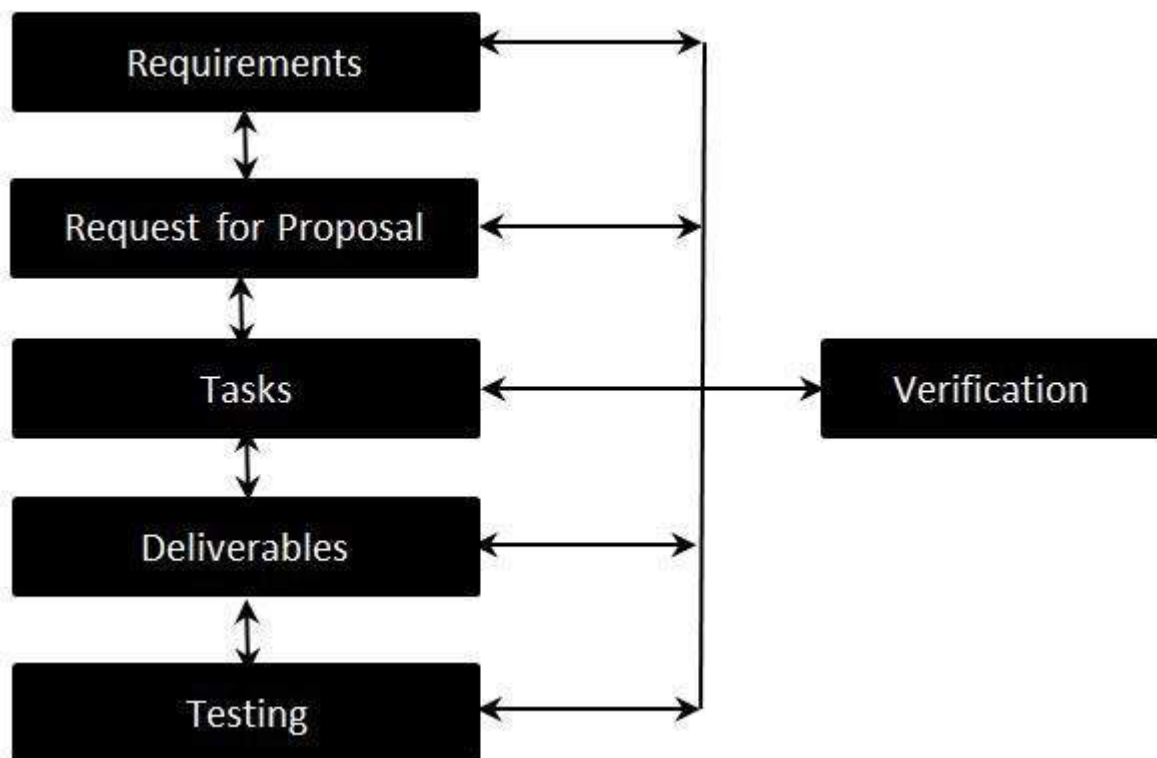 Requirements
Request for Proposal
Tasks
Verification
Deliverables
Testing